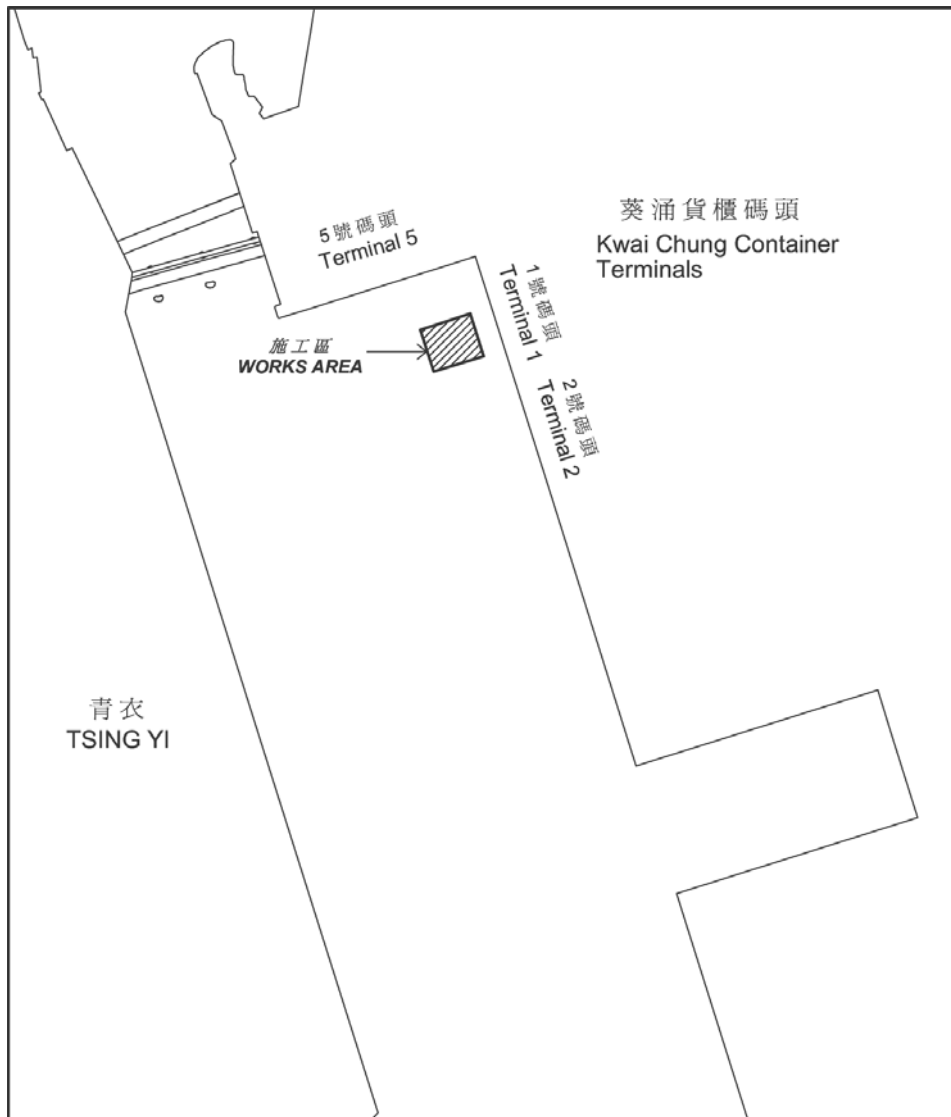 葵涌貨櫃碼頭
Kwai Chung Container
Terminals
5號碼頭
Terminal 5
1號碼頭
Terminal 1
2號碼頭
Terminal 2
施工區
WORKS AREA
青衣
TSING YI